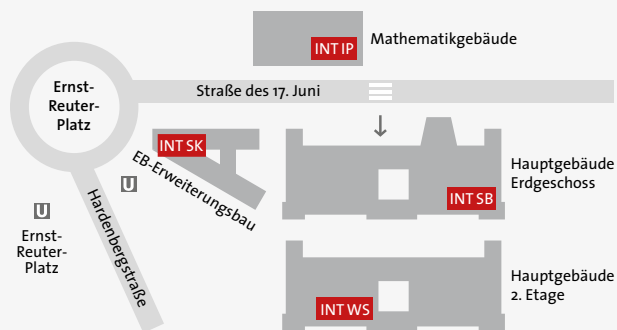 INT IP
Mathematikgebäude
Ernst-
Reuter-
Platz
Straße des 17. Juni
INT SK
EB-Erweiterungsbau
Hauptgebäude
Erdgeschoss
INT SB
U
U
Ernst-
Reuter-
Platz
Hardenbergstraße
Hauptgebäude
2. Etage
INT WS